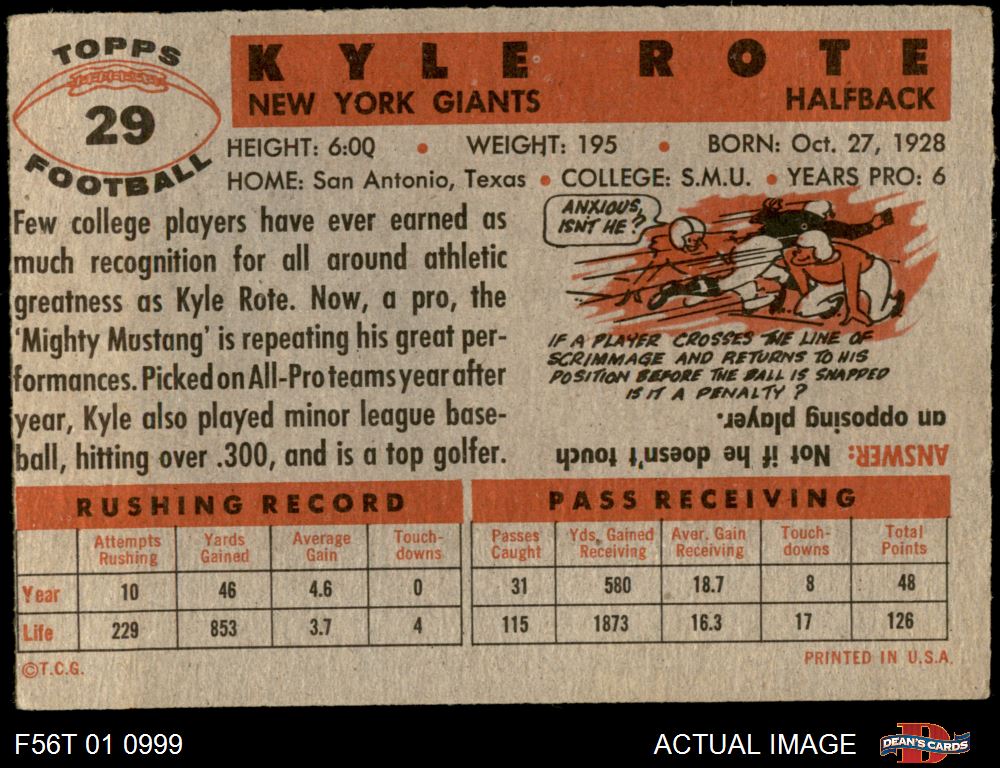 TOPPS
29
FOOTBALL
KYLE ROTE
NEW YORK GIANTS HALFBACK
HEIGHT: 6:00 • WEIGHT: 195 • BORN: Oct. 27, 1928
HOME: San Antonio, Texas • COLLEGE: S.M.U. • YEARS PRO: 6
Few college players have ever earned as
much recognition for all around athletic
greatness as Kyle Rote. Now, a pro, the
'Mighty Mustang' is repeating his great per-
formances. Picked on All-Pro teams year after
year, Kyle also played minor league base-
ball, hitting over .300, and is a top golfer.
ANXIOUS,
ISN'T HE?
IF A PLAYER CROSSES THE LINE OF
SCRIMMAGE AND RETURNS TO HIS
POSITION BEFORE THE BALL IS SNAPPED
IS IT A PENALTY?
ANSWER: Not if he doesn't touch
an opposing player.
RUSHING RECORD
Attempts Rushing Yards Gained Average Gain Touch-downs
Year 10 46 4.6 0
Life 229 853 3.7 4
PASS RECEIVING
Passes Caught Yds. Gained Receiving Aver. Gain Receiving Touch-downs Total Points
31 580 18.7 8 48
115 1873 16.3 17 126
©T.C.G.
PRINTED IN U.S.A.
F56T 01 0999
ACTUAL IMAGE
DEAN'S CARDS